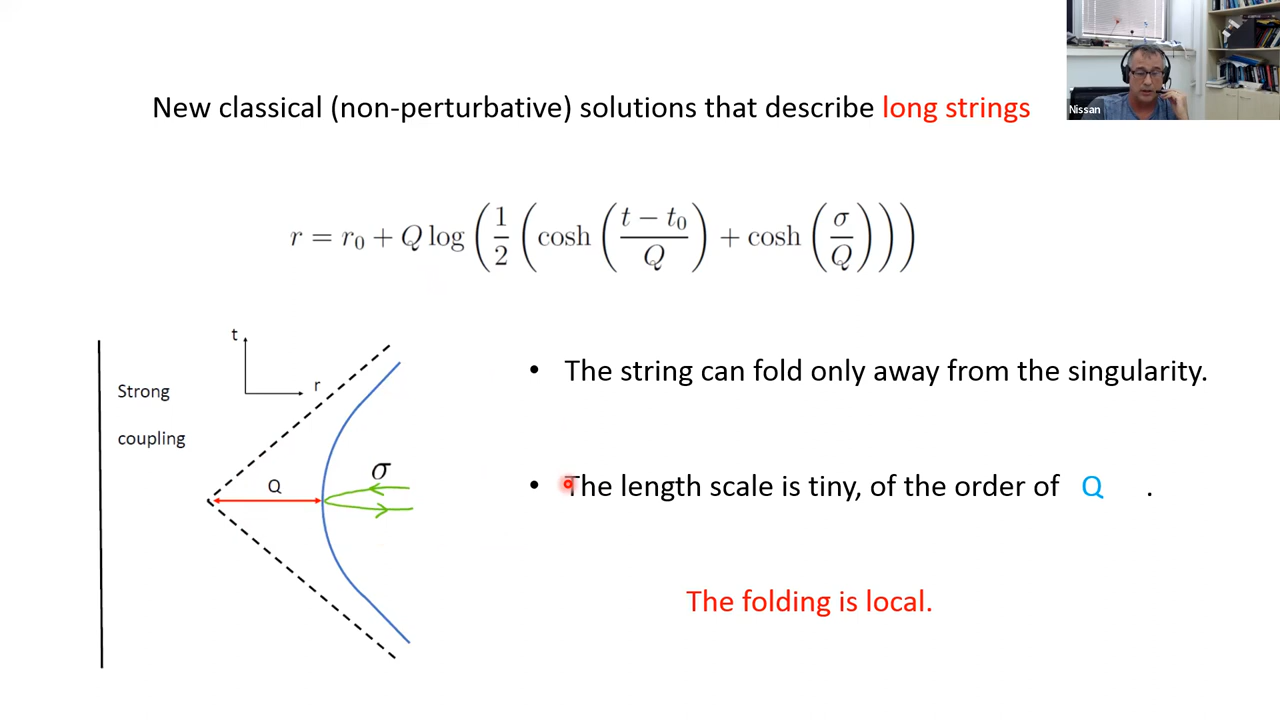 Nissan
New classical (non-perturbative) solutions that describe long strings
r = r₀ + Q log ( 1/2 ( cosh ( (t − t₀)/Q ) + cosh ( σ/Q ) ) )
t
r
Strong
coupling
Q
σ
• The string can fold only away from the singularity.
• The length scale is tiny, of the order of Q .
The folding is local.